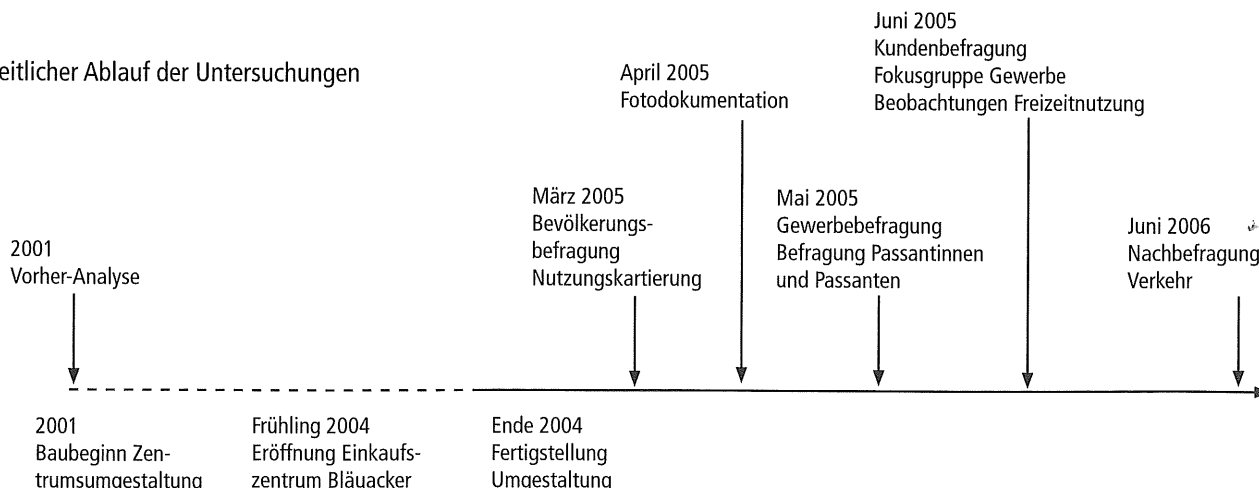 eitlicher Ablauf der Untersuchungen
Juni 2005
Kundenbefragung
Fokusgruppe Gewerbe
Beobachtungen Freizeitnutzung
April 2005
Fotodokumentation
März 2005
Bevölkerungs-
befragung
Nutzungskartierung
Mai 2005
Gewerbebefragung
Befragung Passantinnen
und Passanten
Juni 2006
Nachbefragung
Verkehr
2001
Vorher-Analyse
2001
Baubeginn Zen-
trumsumgestaltung
Frühling 2004
Eröffnung Einkaufs-
zentrum Bläuacker
Ende 2004
Fertigstellung
Umgestaltung